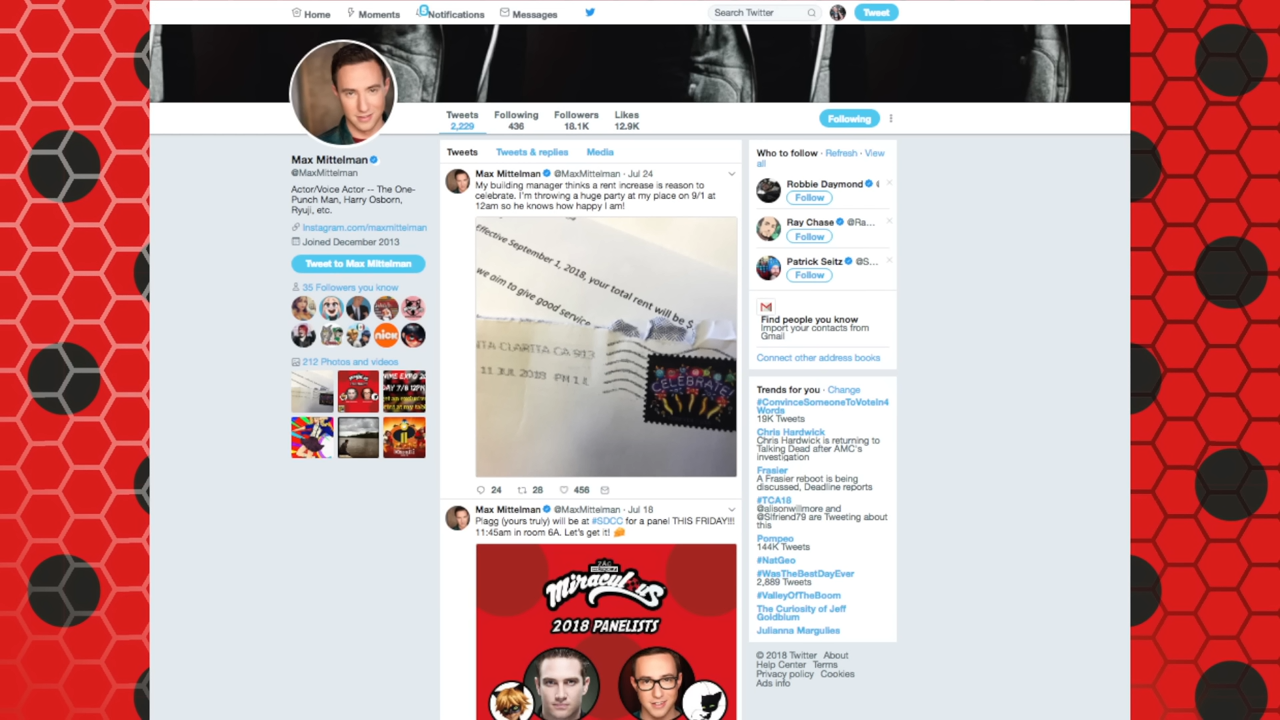 Home
Moments
8
Notifications
Messages
Search Twitter
Tweet
Tweets
2,229
Following
436
Followers
18.1K
Likes
12.9K
Following
Max Mittelman
@MaxMittelman
Actor/Voice Actor -- The One-
Punch Man, Harry Osborn,
Ryuji, etc.
Instagram.com/maxmittelman
Joined December 2013
Tweet to Max Mittelman
35 Followers you know
nick
212 Photos and videos
Tweets
Tweets & replies
Media
Max Mittelman @MaxMittelman · Jul 24
My building manager thinks a rent increase is reason to
celebrate. I'm throwing a huge party at my place on 9/1 at
12am so he knows how happy I am!
Effective September 1, 2018, your total rent will be $
we aim to give good service
NTA CLARITA CA 913
11 JUL 2018 PM 1 L
CELEBRATE!
24
28
456
Max Mittelman @MaxMittelman · Jul 18
Plagg (yours truly) will be at #SDCC for a panel THIS FRIDAY!!!
11:45am in room 6A. Let's get it!
ZAG
Miraculous
2018 PANELISTS
Who to follow · Refresh · View
all
Robbie Daymond
Follow
Ray Chase @Ra...
Follow
Patrick Seitz @S...
Follow
Find people you know
Import your contacts from
Gmail
Connect other address books
Trends for you · Change
#ConvinceSomeoneToVoteIn4
Words
19K Tweets
Chris Hardwick
Chris Hardwick is returning to
Talking Dead after AMC's
investigation
Frasier
A Frasier reboot is being
discussed, Deadline reports
#TCA18
@alisonwillmore and
@Slfriend79 are Tweeting about
this
Pompeo
144K Tweets
#NatGeo
#WasTheBestDayEver
2,889 Tweets
#ValleyOfTheBoom
The Curiosity of Jeff
Goldblum
Julianna Margulies
© 2018 Twitter About
Help Center Terms
Privacy policy Cookies
Ads info